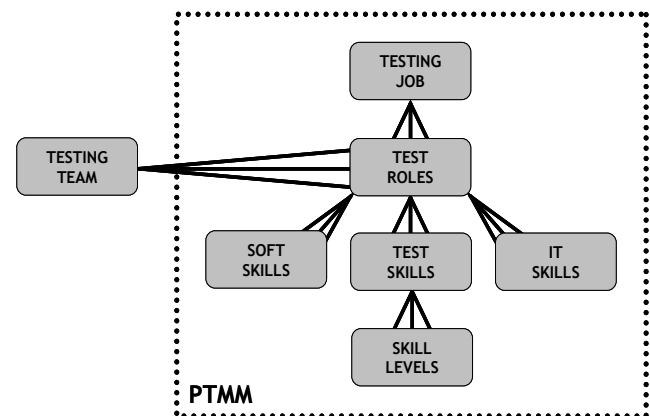 TESTING
JOB
TESTING
TEAM
TEST
ROLES
SOFT
SKILLS
TEST
SKILLS
IT
SKILLS
SKILL
LEVELS
PTMM